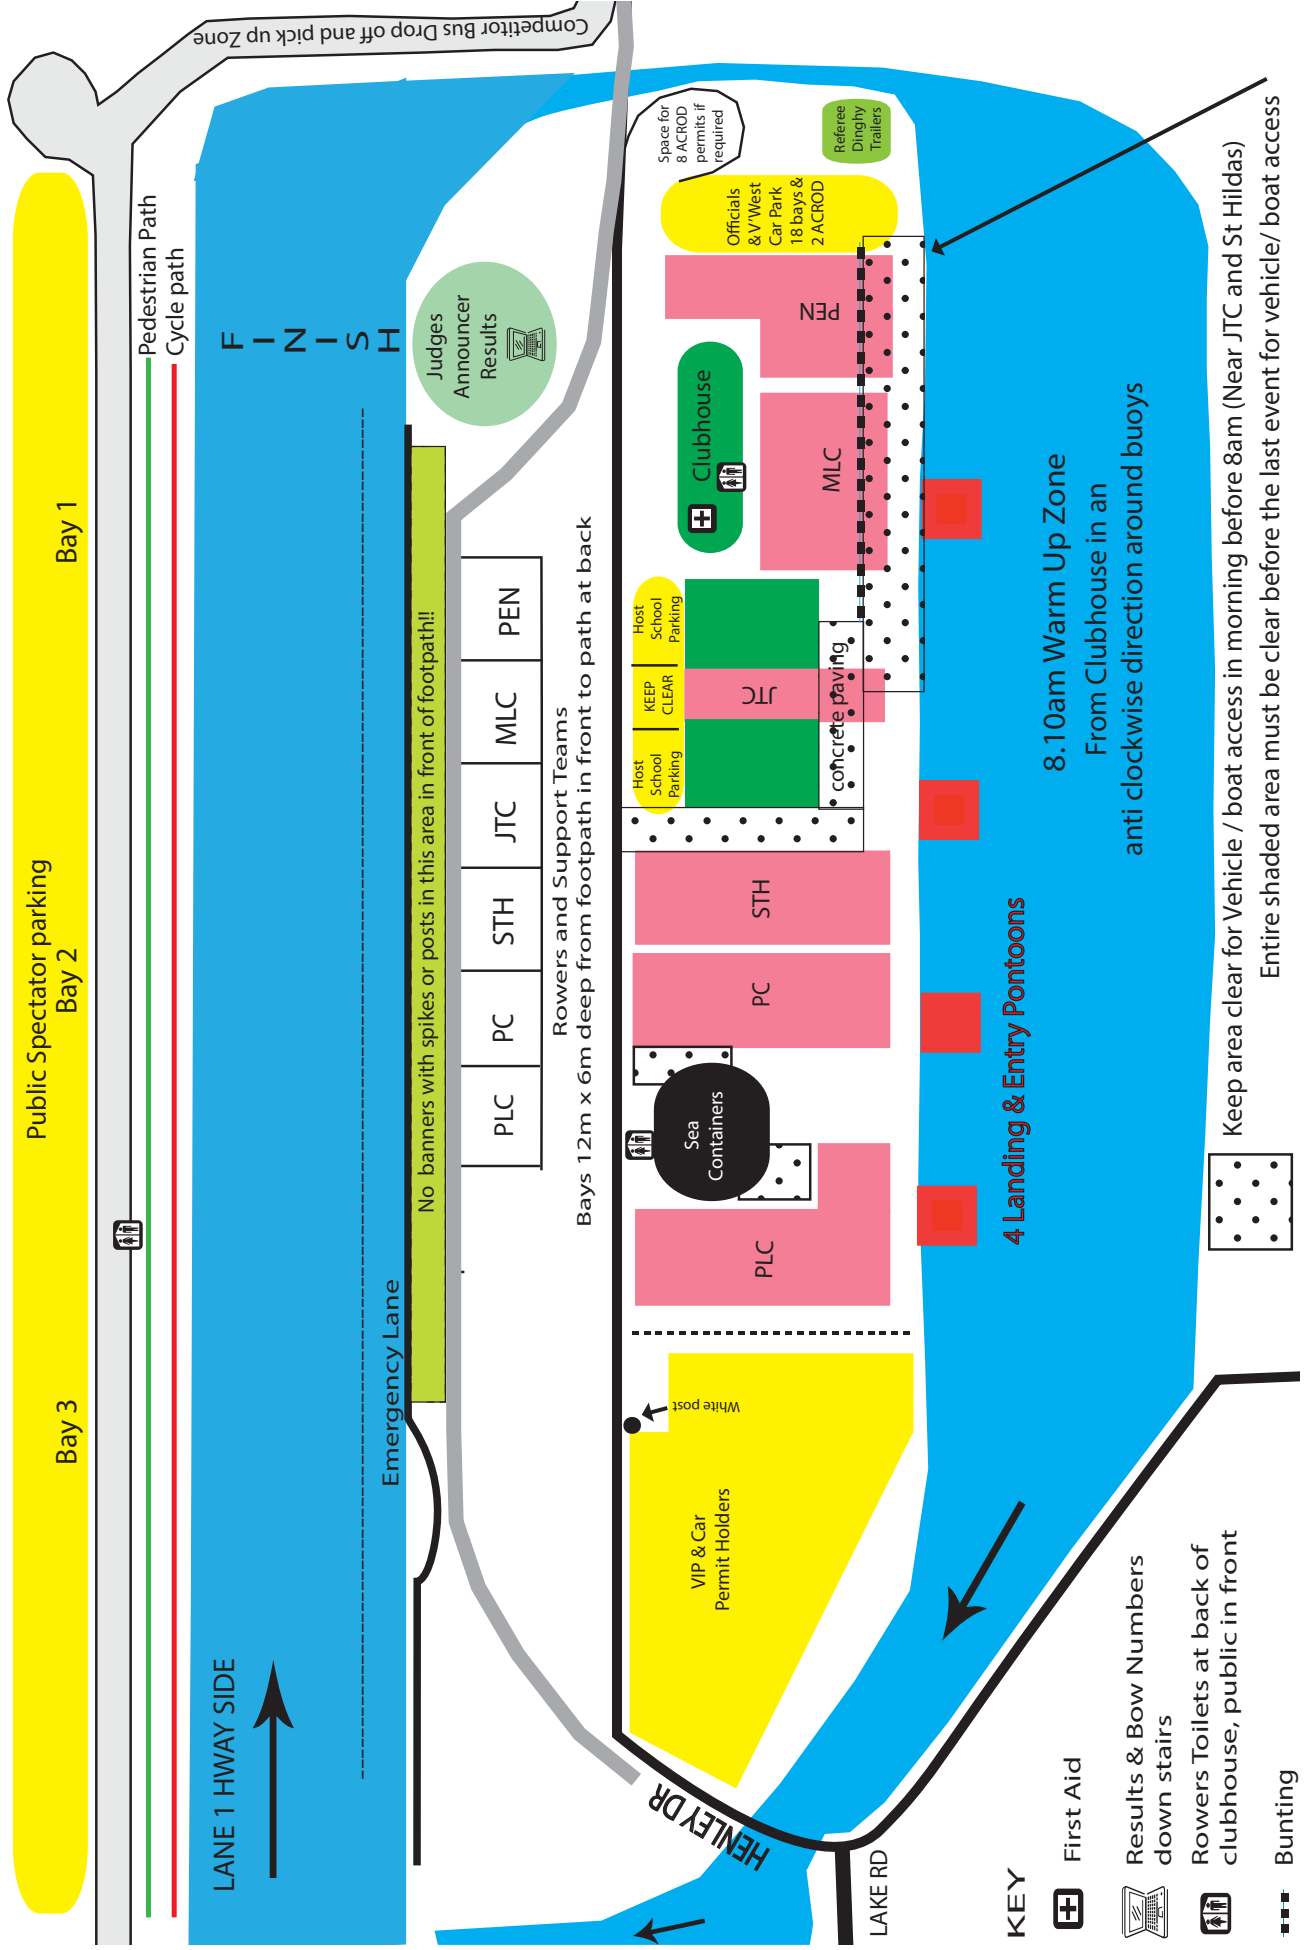 Competitor Bus Drop off and pick up Zone
Public Spectator parking
Bay 3
Bay 2
Bay 1
Pedestrian Path
Cycle path
LANE 1 HWAY SIDE
FINISH
Emergency Lane
No banners with spikes or posts in this area in front of footpath!!
Judges
Announcer
Results
PLC
PC
STH
JTC
MLC
PEN
Rowers and Support Teams
Bays 12m x 6m deep from footpath in front to path at back
Space for
8 ACROD
permits if
required
Referee
Dinghy
Trailers
Officials
& V'West
Car Park
18 bays &
2 ACROD
PEN
Clubhouse
MLC
Host
School
Parking
KEEP
CLEAR
Host
School
Parking
JTC
concrete paving
STH
PC
Sea
Containers
PLC
White post
VIP & Car
Permit Holders
HENLEY DR
LAKE RD
4 Landing & Entry Pontoons
8.10am Warm Up Zone
From Clubhouse in an
anti clockwise direction around buoys
Keep area clear for Vehicle / boat access in morning before 8am (Near JTC and St Hildas)
Entire shaded area must be clear before the last event for vehicle/ boat access
KEY
First Aid
Results & Bow Numbers
down stairs
Rowers Toilets at back of
clubhouse, public in front
Bunting